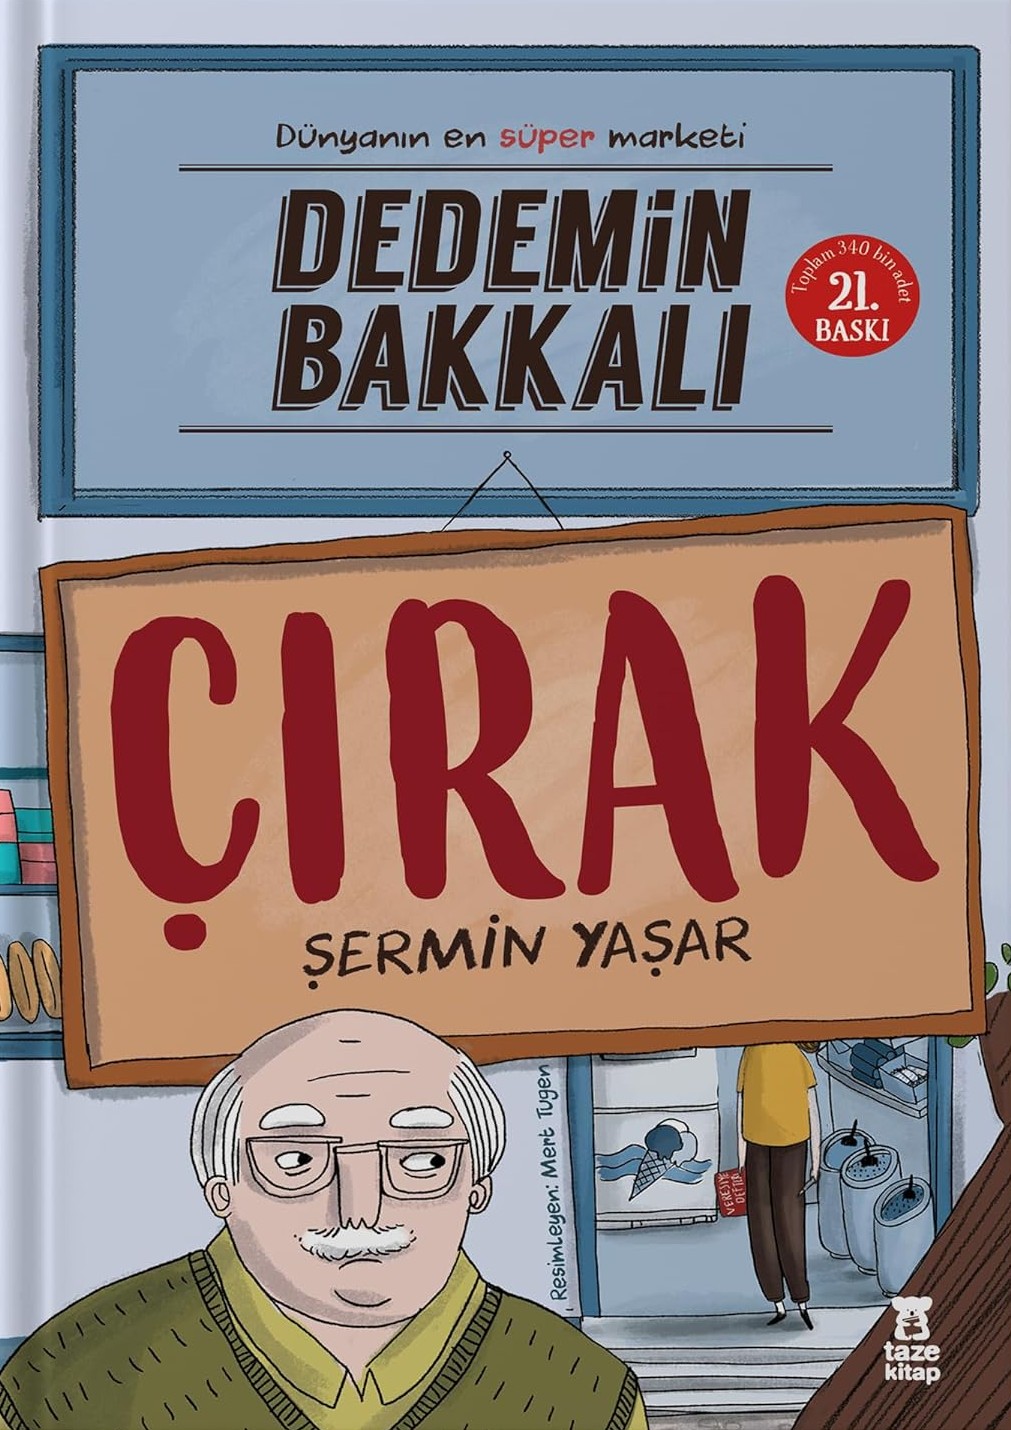 Dünyanın en süper marketi
DEDEMİN
BAKKALI
Toplam 340 bin adet
21.
BASKI
ÇIRAK
ŞERMİN YAŞAR
Resimleyen: Mert Tugen
VERESİYE
DEFTERİ
taze
kitap